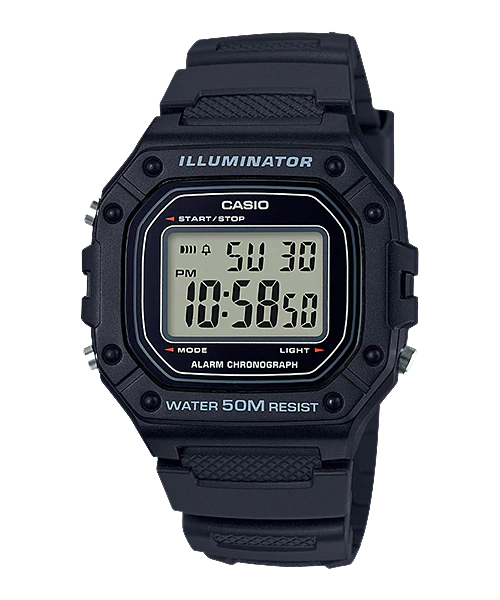 ILLUMINATOR
CASIO
START/STOP
SU 30
PM
10:58 50
MODE LIGHT
ALARM CHRONOGRAPH
WATER 50M RESIST